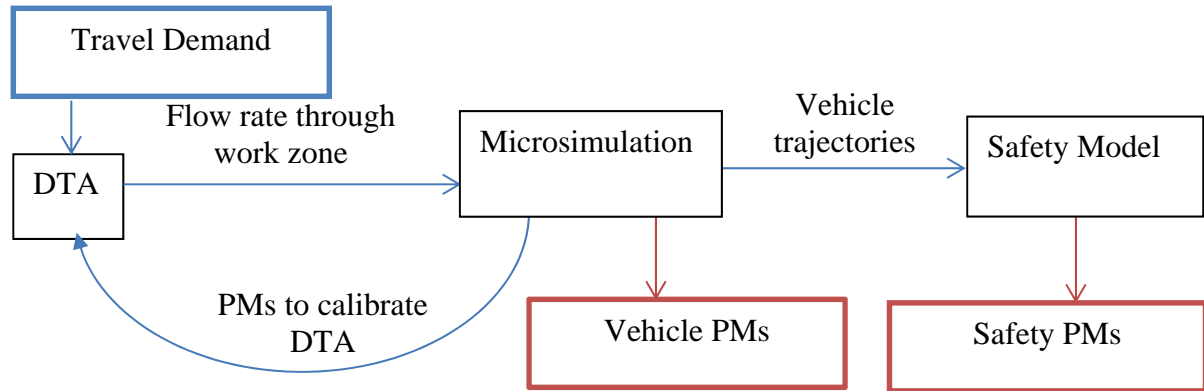 Travel Demand
Flow rate through
work zone
Vehicle
trajectories
DTA
Microsimulation
Safety Model
PMs to calibrate
DTA
Vehicle PMs
Safety PMs